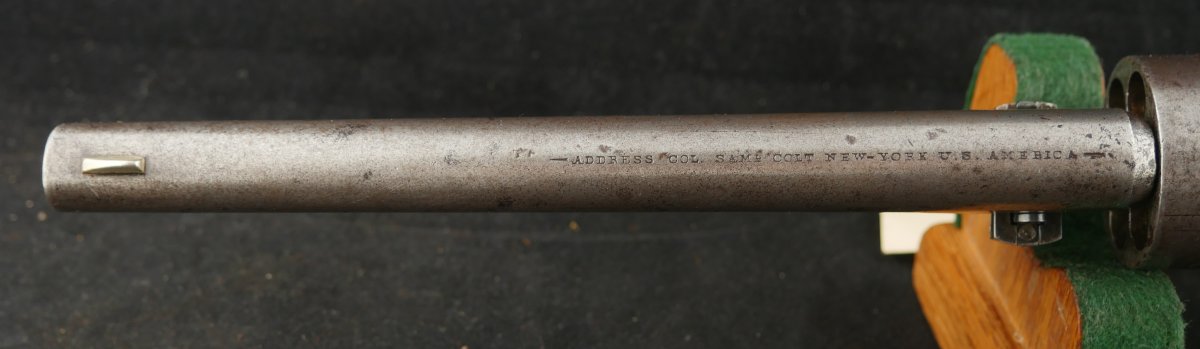 —ADDRESS COL. SAML COLT NEW-YORK U.S. AMERICA—